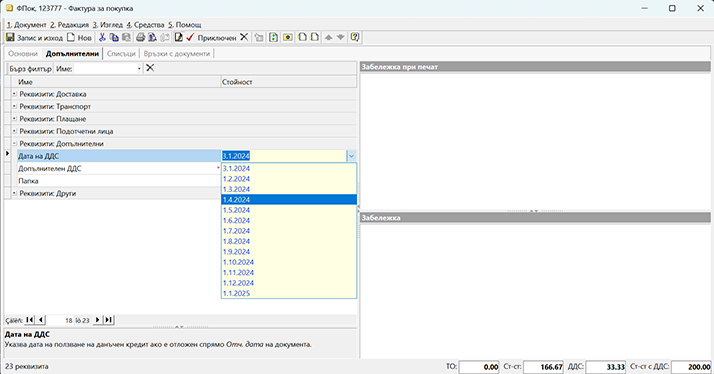 ФПок, 123777 - Фактура за покупка
1. Документ 2. Редакция 3. Изглед 4. Средства 5. Помощ
Запис и изход Нов Приключен
Основни Допълнителни Списъци Връзки с документи
Бърз филтър Име:
Име Стойност
Реквизити: Доставка
Реквизити: Транспорт
Реквизити: Плащане
Реквизити: Подотчетни лица
Реквизити: Допълнителни
Дата на ДДС 3.1.2024
Допълнителен ДДС * 3.1.2024
Папка 1.2.2024
Реквизити: Други 1.3.2024
1.4.2024
1.5.2024
1.6.2024
1.7.2024
1.8.2024
1.9.2024
1.10.2024
1.11.2024
1.12.2024
1.1.2025
Забележка при печат
Забележка
18 23
Дата на ДДС
Указва дата на ползване на данъчен кредит ако е отложен спрямо Отч. дата на документа.
23 реквизита ТО: 0.00 Ст-ст: 166.67 ДДС: 33.33 Ст-ст с ДДС: 200.00